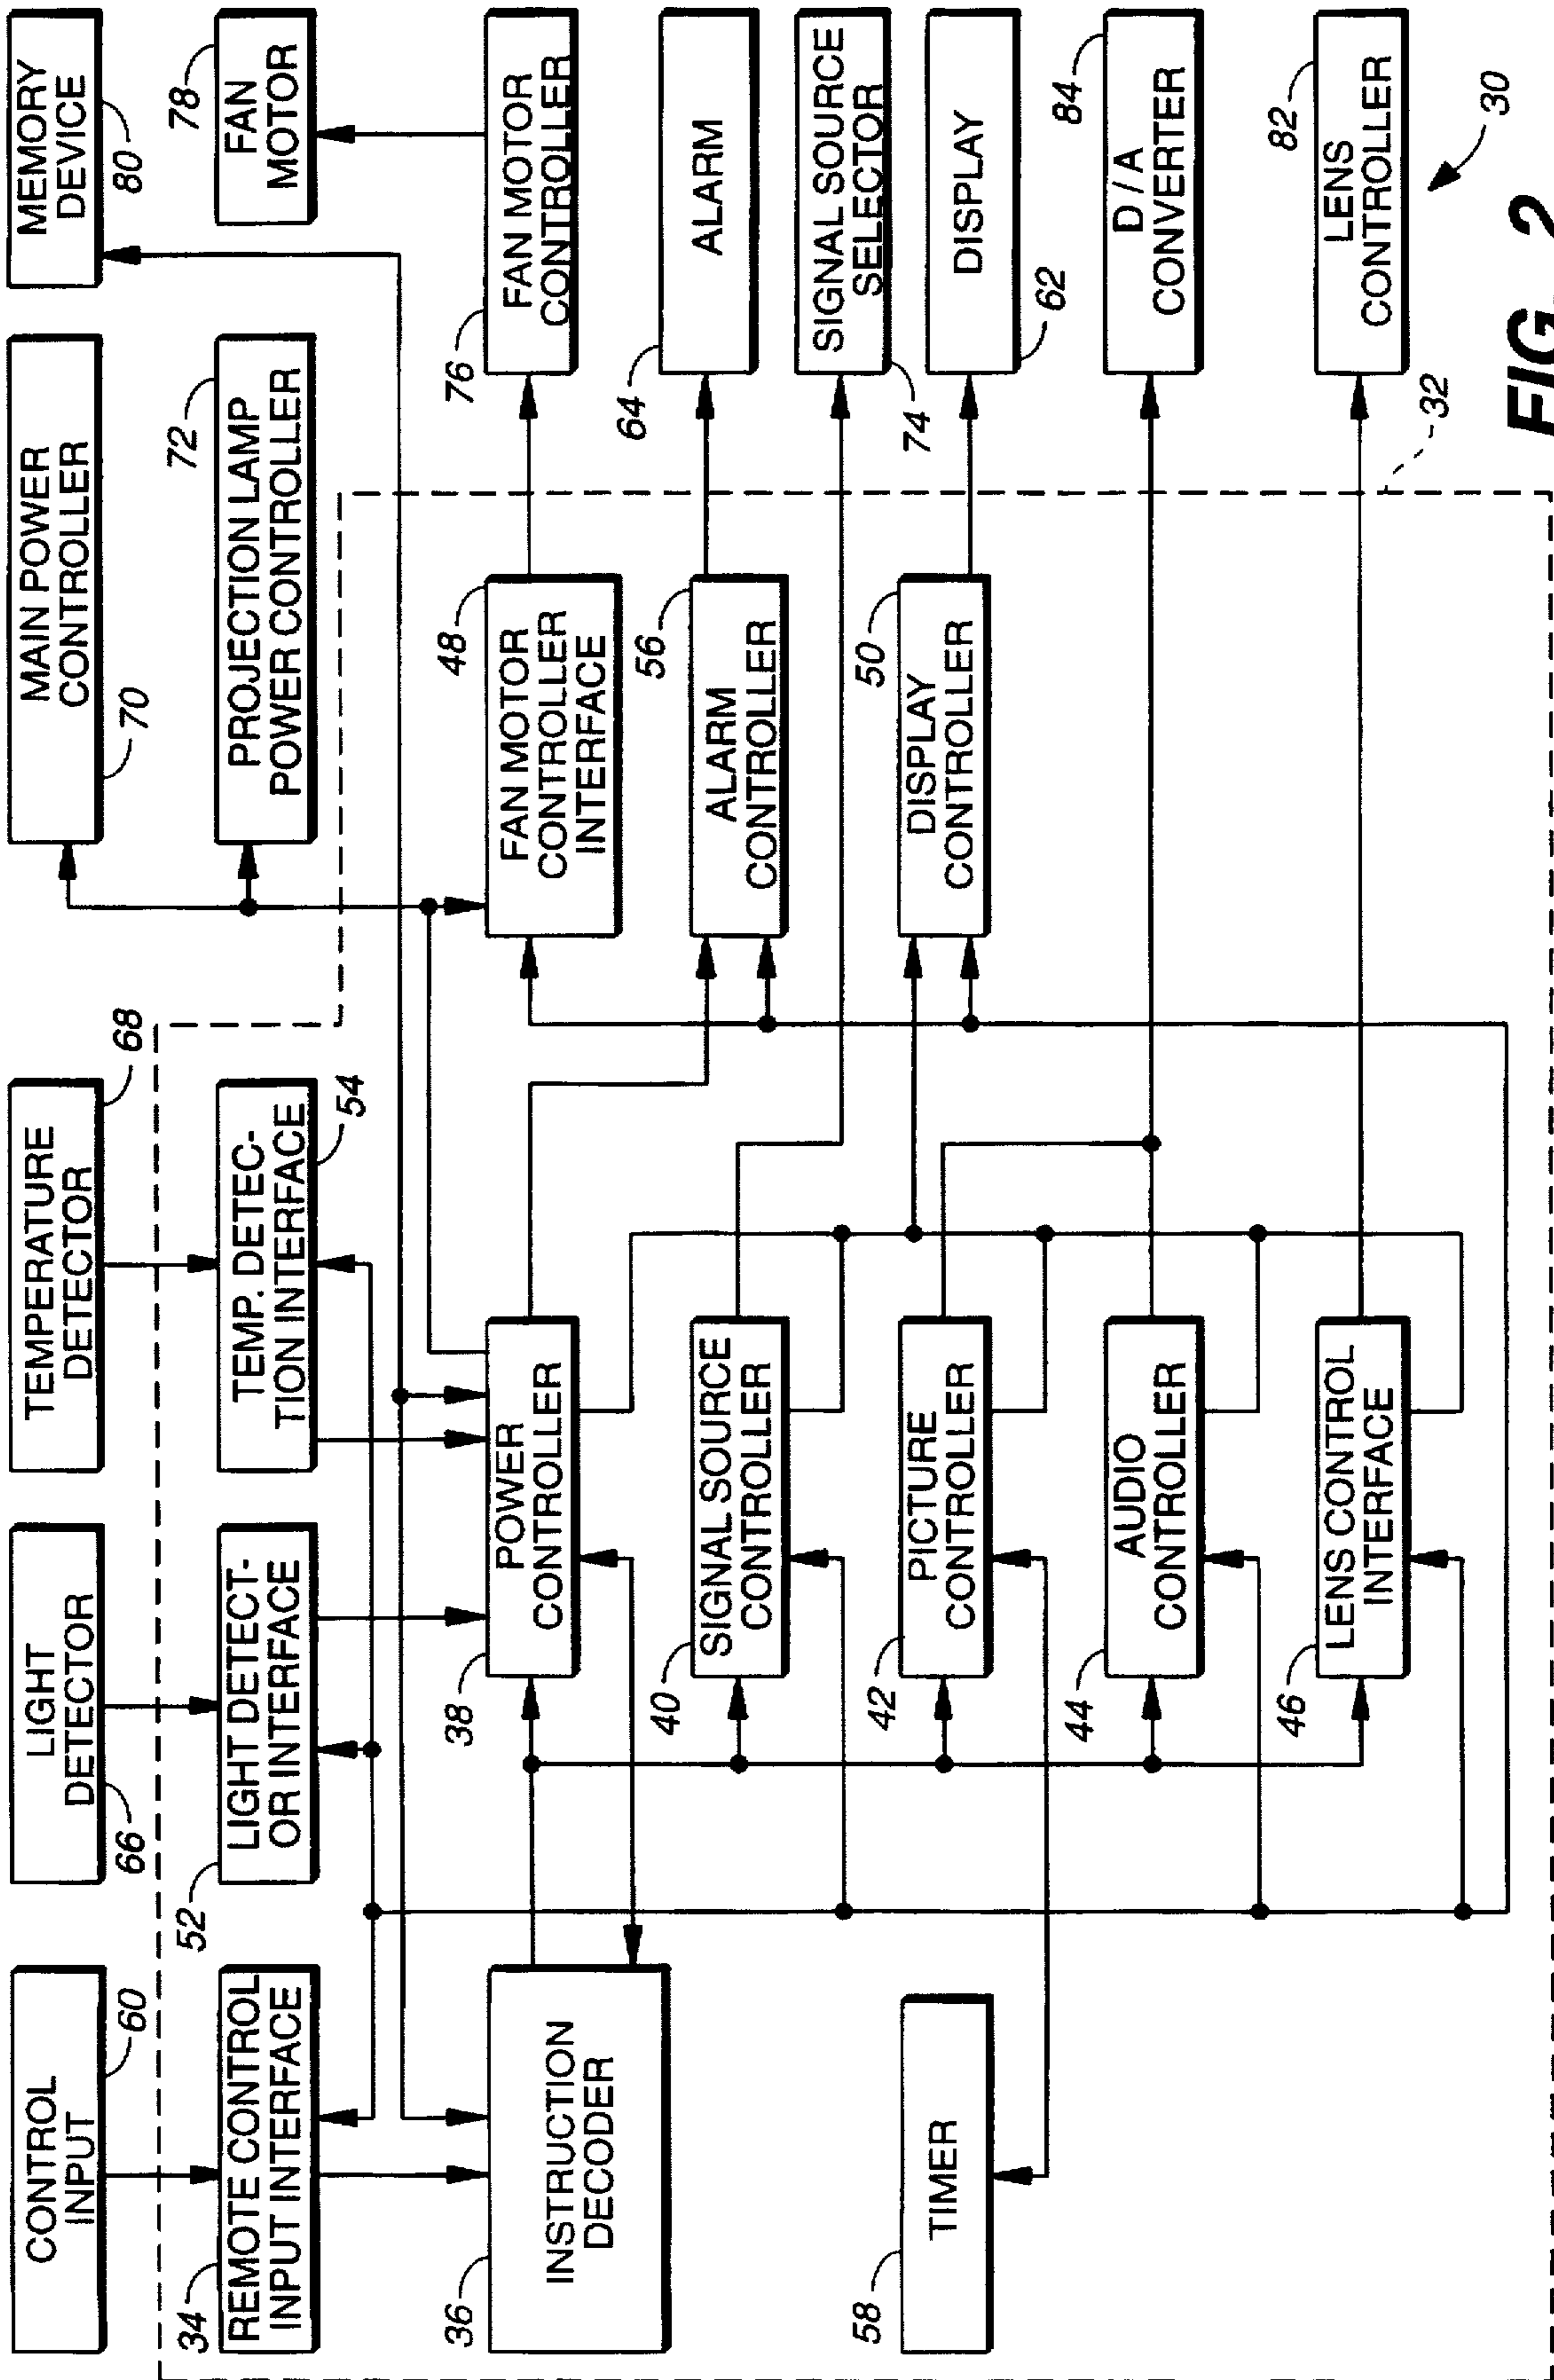 CONTROL
INPUT
60
LIGHT
DETECTOR
66
TEMPERATURE
DETECTOR
68
MAIN POWER
CONTROLLER
70
MEMORY
DEVICE
80
34
REMOTE CONTROL
INPUT INTERFACE
52
LIGHT DETECT-
OR INTERFACE
TEMP. DETEC-
TION INTERFACE
54
72
PROJECTION LAMP
POWER CONTROLLER
78
FAN
MOTOR
36
INSTRUCTION
DECODER
38
POWER
CONTROLLER
48
FAN MOTOR
CONTROLLER
INTERFACE
76
FAN MOTOR
CONTROLLER
40
SIGNAL SOURCE
CONTROLLER
56
ALARM
CONTROLLER
64
ALARM
SIGNAL SOURCE
SELECTOR
74
58
TIMER
42
PICTURE
CONTROLLER
50
DISPLAY
CONTROLLER
DISPLAY
62
44
AUDIO
CONTROLLER
84
D / A
CONVERTER
46
LENS CONTROL
INTERFACE
82
LENS
CONTROLLER
32
30
FIG. 2